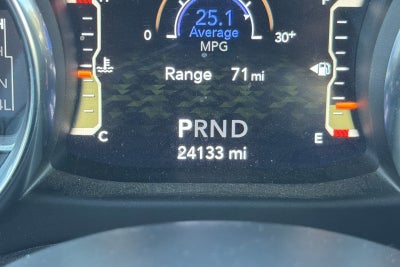 25.1
Average
0 30+
MPG
Range 71 mi
PRND
C E
24133 mi